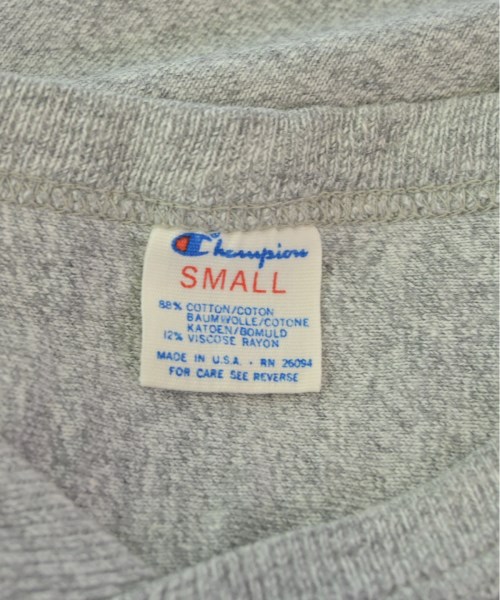 Champion
SMALL
88% COTTON/COTON
BAUMWOLLE/COTONE
KATOEN/BOMULD
12% VISCOSE RAYON
MADE IN U.S.A. - RN 26094
FOR CARE SEE REVERSE